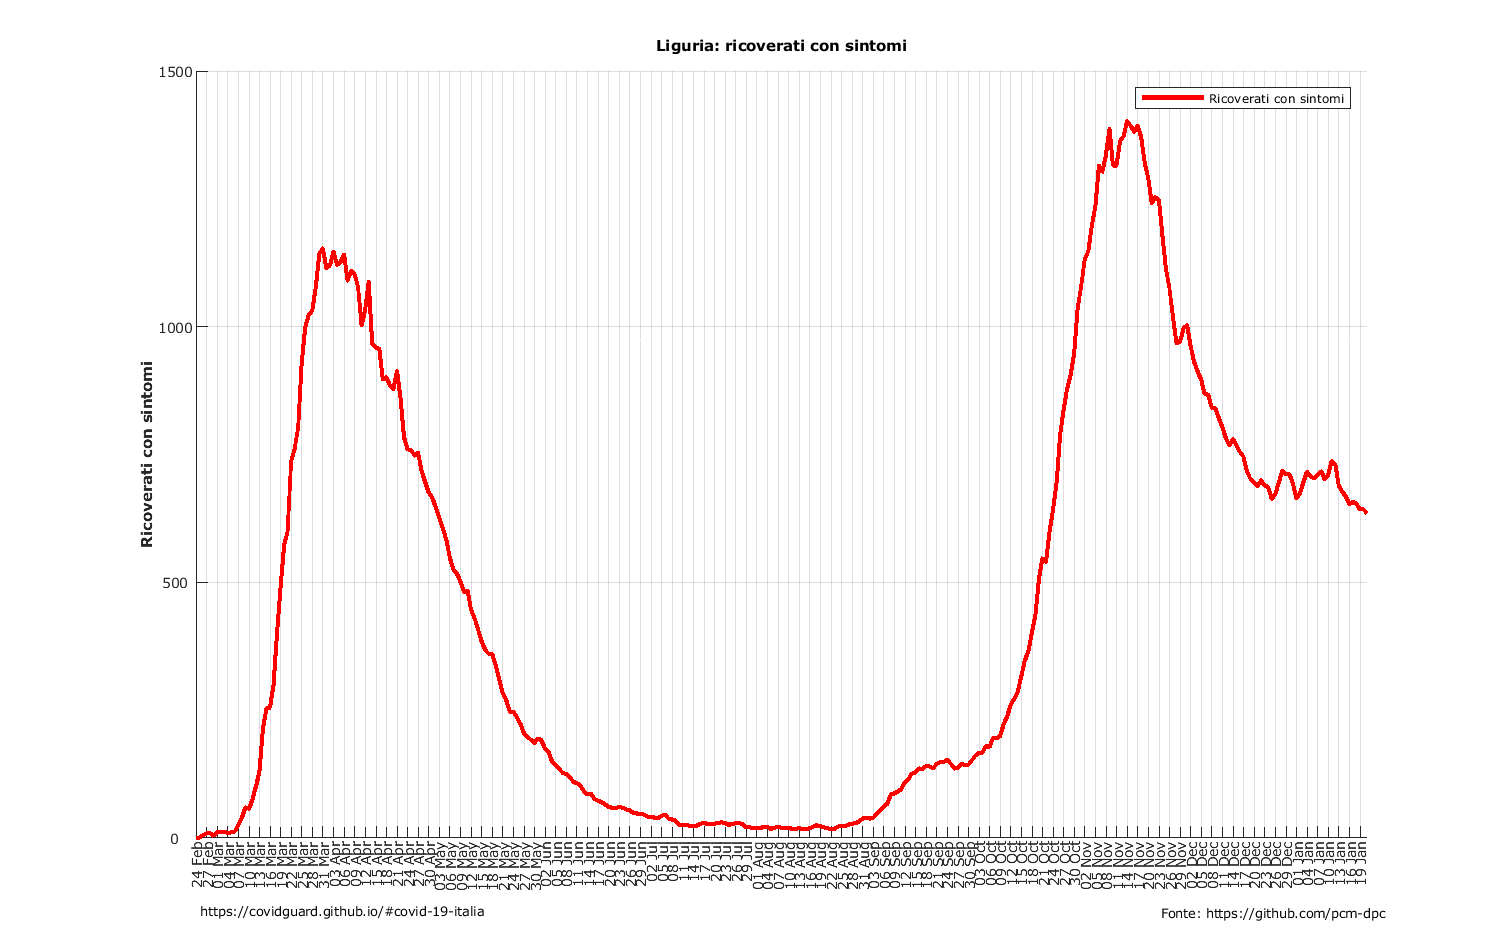 Liguria: ricoverati con sintomi
Ricoverati con sintomi
Ricoverati con sintomi
1500
1000
500
0
24 Feb
27 Feb
01 Mar
04 Mar
07 Mar
10 Mar
13 Mar
16 Mar
19 Mar
22 Mar
25 Mar
28 Mar
31 Mar
03 Apr
06 Apr
09 Apr
12 Apr
15 Apr
18 Apr
21 Apr
24 Apr
27 Apr
30 Apr
03 May
06 May
09 May
12 May
15 May
18 May
21 May
24 May
27 May
30 May
02 Jun
05 Jun
08 Jun
11 Jun
14 Jun
17 Jun
20 Jun
23 Jun
26 Jun
29 Jun
02 Jul
05 Jul
08 Jul
11 Jul
14 Jul
17 Jul
20 Jul
23 Jul
26 Jul
29 Jul
01 Aug
04 Aug
07 Aug
10 Aug
13 Aug
16 Aug
19 Aug
22 Aug
25 Aug
28 Aug
31 Aug
03 Sep
06 Sep
09 Sep
12 Sep
15 Sep
18 Sep
21 Sep
24 Sep
27 Sep
30 Sep
03 Oct
06 Oct
09 Oct
12 Oct
15 Oct
18 Oct
21 Oct
24 Oct
27 Oct
30 Oct
02 Nov
05 Nov
08 Nov
11 Nov
14 Nov
17 Nov
20 Nov
23 Nov
26 Nov
29 Nov
02 Dec
05 Dec
08 Dec
11 Dec
14 Dec
17 Dec
20 Dec
23 Dec
26 Dec
29 Dec
01 Jan
04 Jan
07 Jan
10 Jan
13 Jan
16 Jan
19 Jan
https://covidguard.github.io/#covid-19-italia
Fonte: https://github.com/pcm-dpc